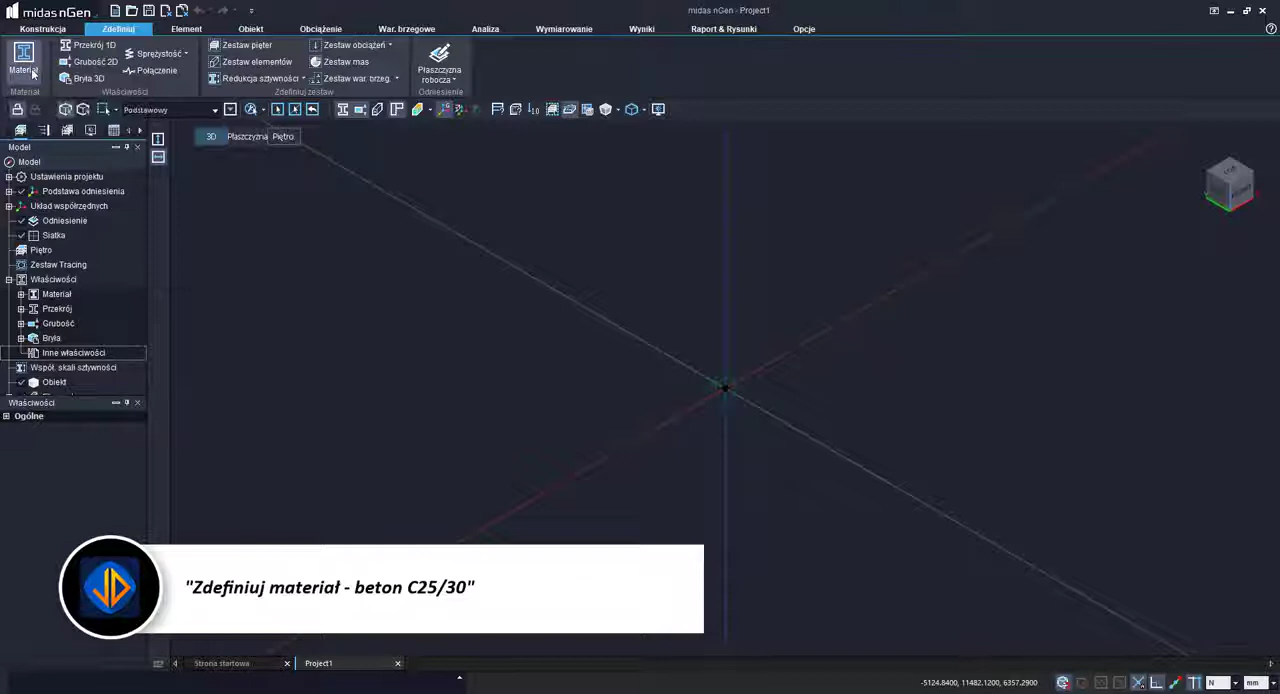 midas nGen
midas nGen - Project1
Konstrukcja
Zdefiniuj
Element
Obiekt
Obciążenie
War. brzegowe
Analiza
Wymiarowanie
Wyniki
Raport & Rysunki
Opcje
Materiał
Materiał
Przekrój 1D
Grubość 2D
Bryła 3D
Sprężystość
Połączenie
Właściwości
Zestaw pięter
Zestaw elementów
Redukcja sztywności
Zestaw obciążeń
Zestaw mas
Zestaw war. brzeg.
Zdefiniuj zestaw
Płaszczyzna
robocza
Odniesienie
Podstawowy
3D
Płaszczyzna
Piętro
Model
Model
Ustawienia projektu
Podstawa odniesienia
Układ współrzędnych
Odniesienie
Siatka
Piętro
Zestaw Tracing
Właściwości
Materiał
Przekrój
Grubość
Bryła
Inne właściwości
Współ. skali sztywności
Obiekt
Właściwości
Ogólne
"Zdefiniuj materiał - beton C25/30"
Strona startowa
Project1
-5124.8400, 11482.1200, 6357.2900
N
mm